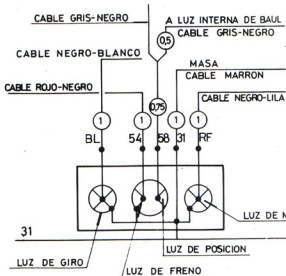 CABLE GRIS-NEGRO
A LUZ INTERNA DE BAUL
CABLE GRIS-NEGRO
0,5
CABLE NEGRO-BLANCO
MASA
CABLE MARRON
CABLE ROJO-NEGRO
CABLE NEGRO-LILA
0,75
1
1
1
1
BL
54
58
31
RF
LUZ DE
31
LUZ DE POSICION
LUZ DE GIRO
LUZ DE FRENO